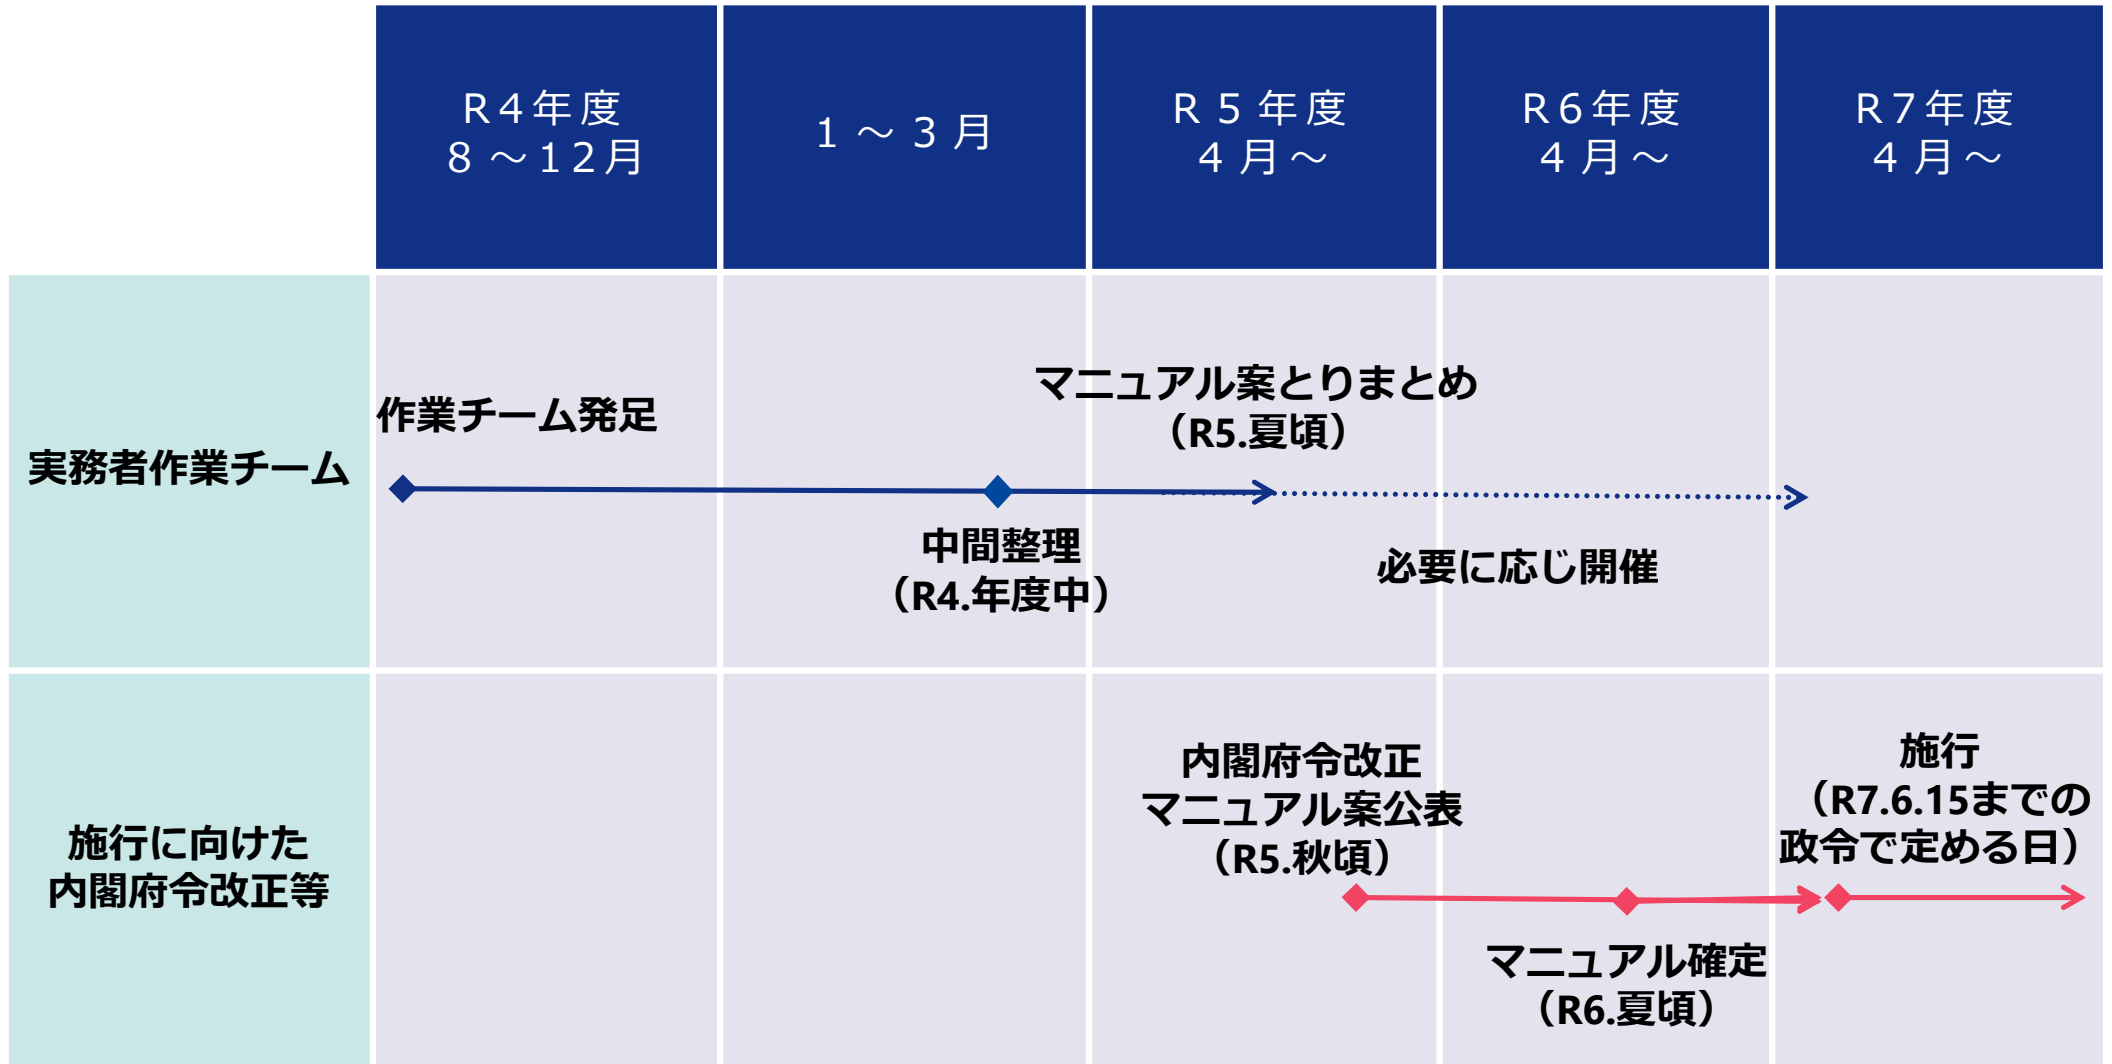 R4年度
8～12月
1～3月
R5年度
4月～
R6年度
4月～
R7年度
4月～
実務者作業チーム
作業チーム発足
マニュアル案とりまとめ
（R5.夏頃）
中間整理
（R4.年度中）
必要に応じ開催
施行に向けた
内閣府令改正等
内閣府令改正
マニュアル案公表
（R5.秋頃）
マニュアル確定
（R6.夏頃）
施行
（R7.6.15までの
政令で定める日）